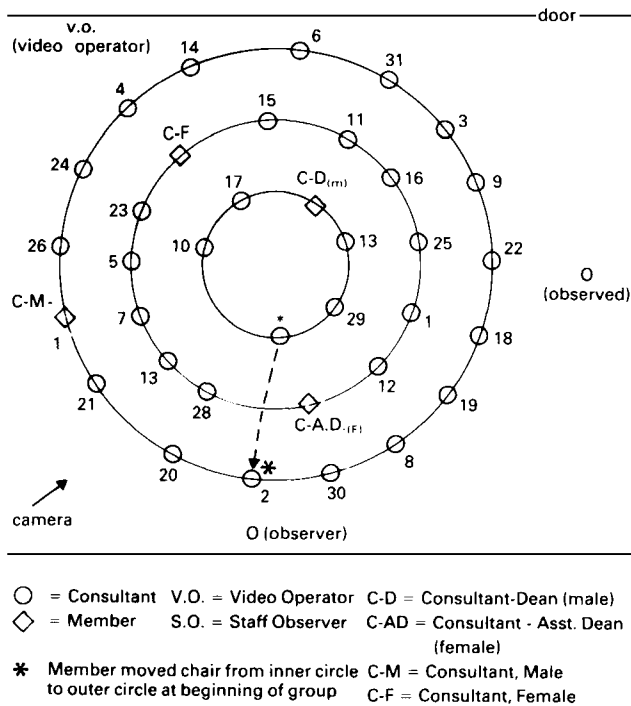 door
v.o.
(video operator)
6
14
31
4
15
11
3
C-F
C-D(m)
24
16
9
17
23
13
25
26
10
22
5
O
(observed)
C-M-
1
7
*
29
1
18
13
12
21
28
C-A.D.(F)
19
20
*
2
30
8
camera
O (observer)
= Consultant V.O. = Video Operator C-D = Consultant-Dean (male)
= Member S.O. = Staff Observer C-AD = Consultant - Asst. Dean
(female)
* Member moved chair from inner circle C-M = Consultant, Male
to outer circle at beginning of group C-F = Consultant, Female